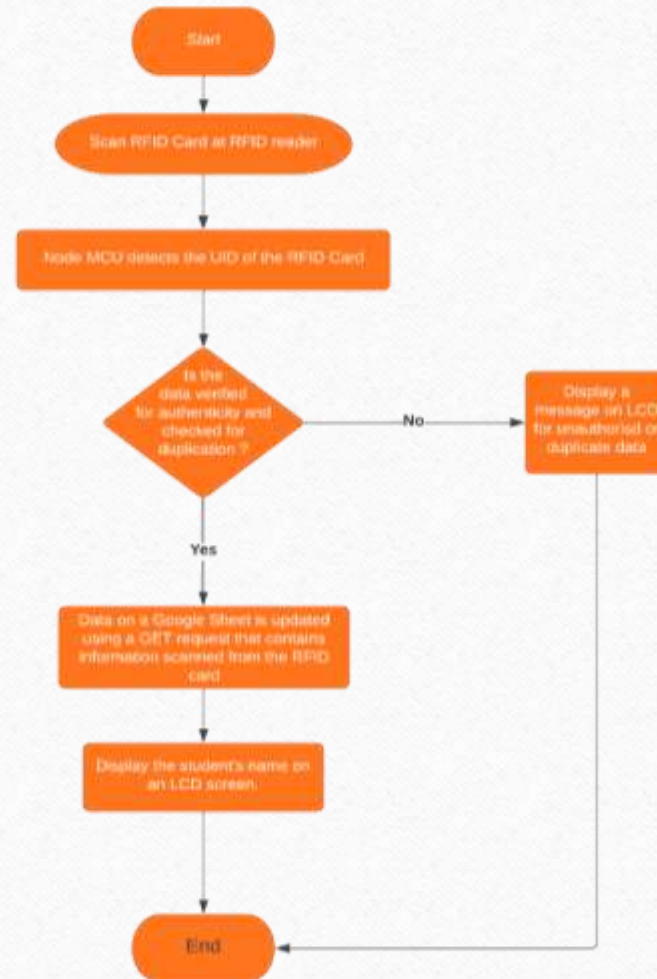 Start
Scan RFID Card at RFID reader
Node MCU detects the UID of the RFID Card
Is the
data verified
for authenticity and
checked for
duplication ?
No
Display a
message on LCD
for unauthorisd or
duplicate data
Yes
Data on a Google Sheet is updated
using a GET request that contains
information scanned from the RFID
card
Display the student's name on
an LCD screen.
End